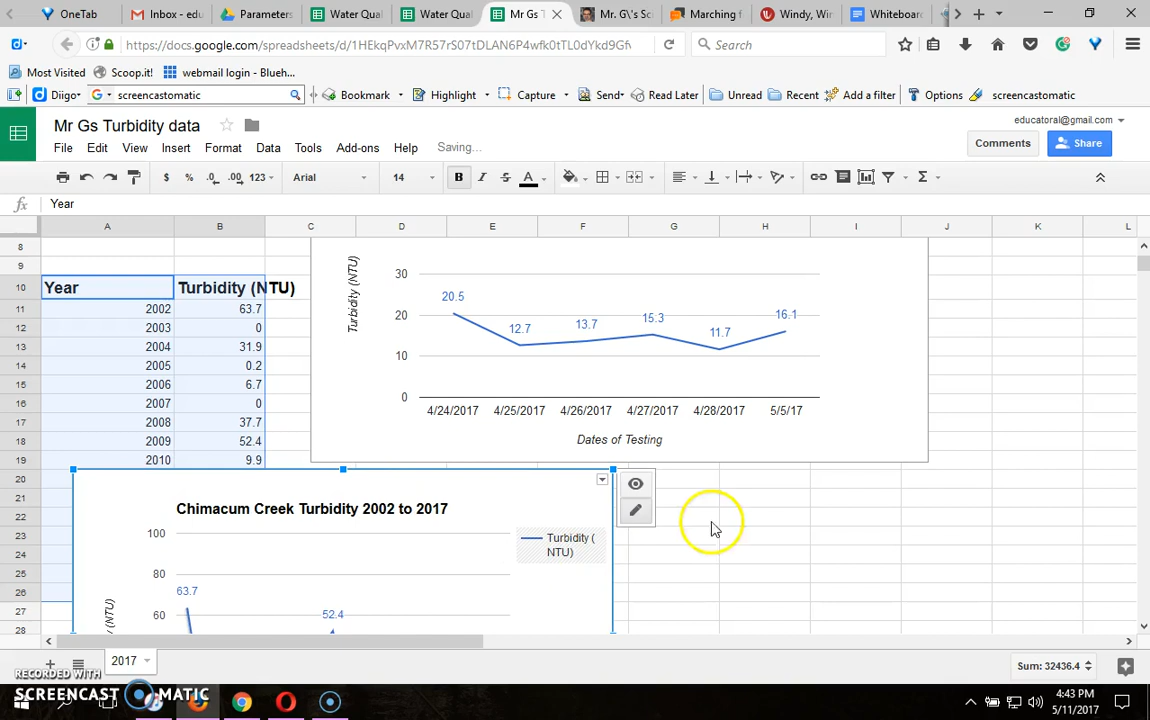 OneTab Inbox - edu Parameters Water Qual Water Qual Mr Gs T Mr. G\'s Sc Marching f Windy, Wir Whiteboard
https://docs.google.com/spreadsheets/d/1HEkqPvxM7R57rS07tDLAN6P4wfk0tTL0dYkd9Gfv Search
Most Visited Scoop.it! webmail login - Blueh...
Diigo screencastomatic Bookmark Highlight Capture Send Read Later Unread Recent Add a filter Options screencastomatic
Mr Gs Turbidity data educatoral@gmail.com
File Edit View Insert Format Data Tools Add-ons Help Saving... Comments Share
$ % .0 .00 123 Arial 14 B I S A Σ
fx Year
A B C D E F G H I J K L
8
9
10 Year Turbidity (NTU)
11 2002 63.7
12 2003 0
13 2004 31.9
14 2005 0.2
15 2006 6.7
16 2007 0
17 2008 37.7
18 2009 52.4
19 2010 9.9
20
21
22
23
24
25
26
27
28
Turbidity (NTU)
30
20
10
0
20.5 12.7 13.7 15.3 11.7 16.1
4/24/2017 4/25/2017 4/26/2017 4/27/2017 4/28/2017 5/5/17
Dates of Testing
Chimacum Creek Turbidity 2002 to 2017
100
80
60
63.7 52.4
Turbidity (
NTU)
2017 Sum: 32436.4
RECORDED WITH
SCREENCAST MATIC
4:43 PM
5/11/2017